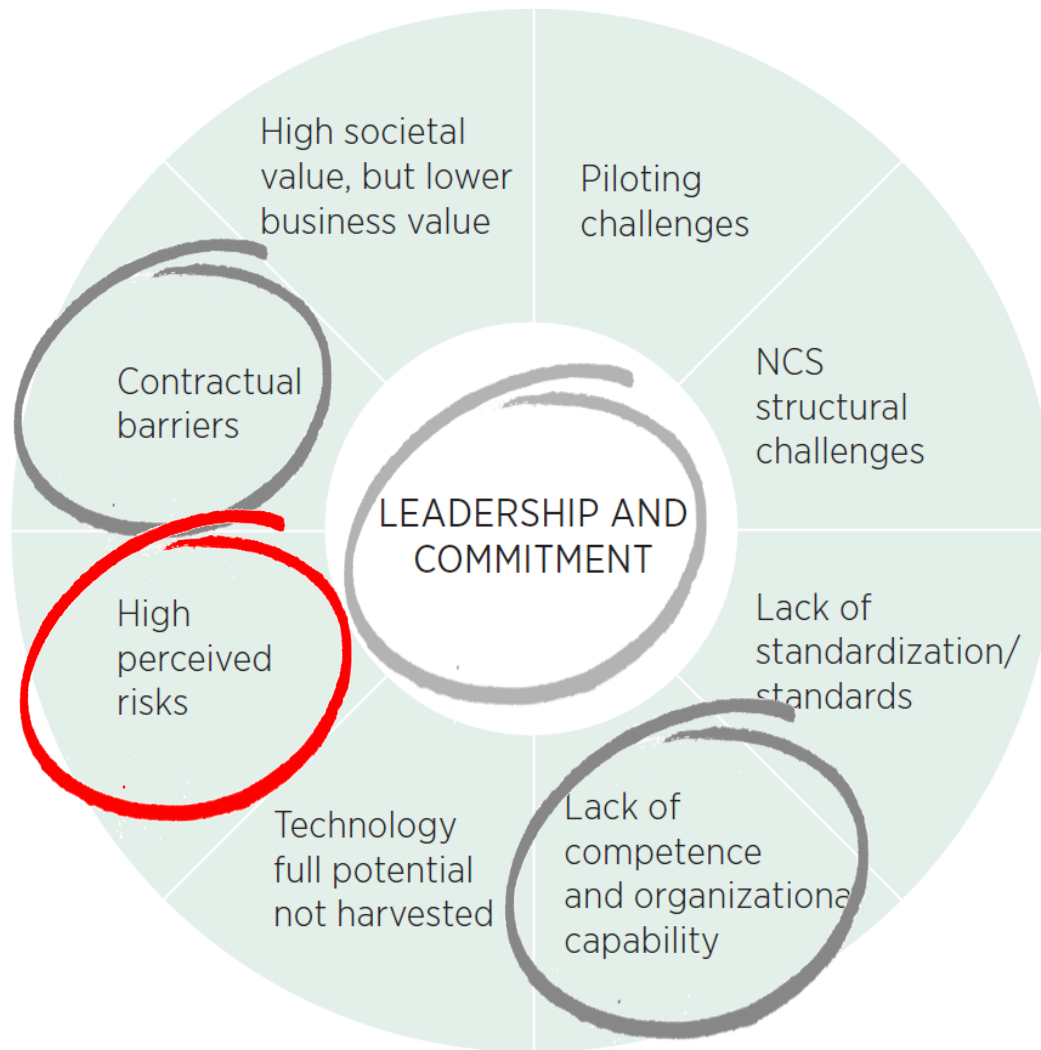 High societal
value, but lower
business value
Piloting
challenges
NCS
structural
challenges
Lack of
standardization/
standards
Lack of
competence
and organizationa
capability
Technology
full potential
not harvested
High
perceived
risks
Contractual
barriers
LEADERSHIP AND
COMMITMENT